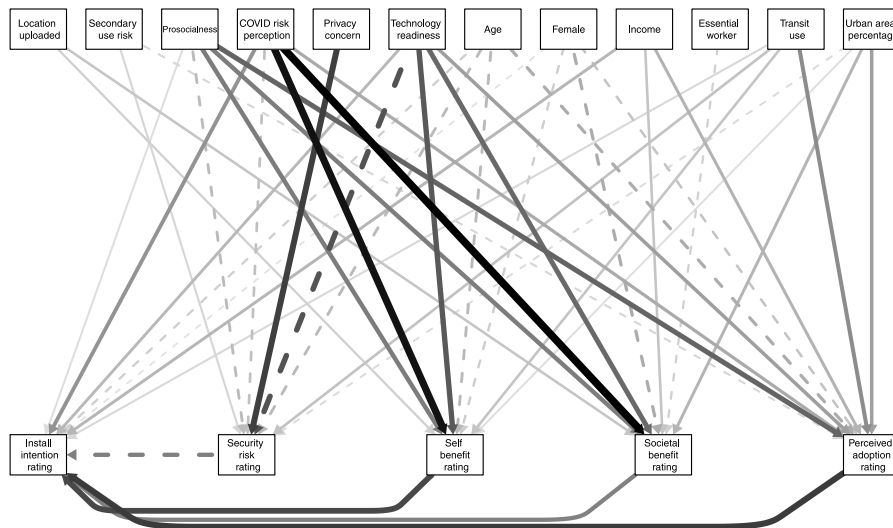 Location
uploaded
Secondary
use risk
Prosocialness
COVID risk
perception
Privacy
concern
Technology
readiness
Age
Female
Income
Essential
worker
Transit
use
Urban area
percentag
Install
intention
rating
Security
risk
rating
Self
benefit
rating
Societal
benefit
rating
Perceived
adoption
rating